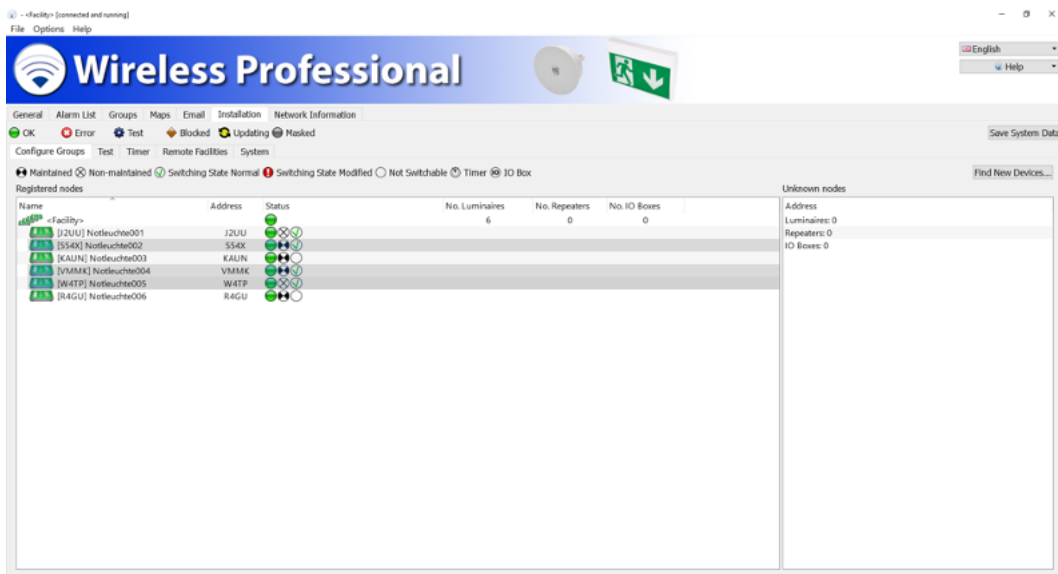 - <Facility> [connected and running]
File Options Help
Wireless Professional
English
Help
General Alarm List Groups Maps Email Installation Network Information
OK Error Test Blocked Updating Masked
Save System Data
Configure Groups Test Timer Remote Facilities System
Maintained Non-maintained Switching State Normal Switching State Modified Not Switchable Timer IO Box
Find New Devices...
Registered nodes
Unknown nodes
Name Address Status No. Luminaires No. Repeaters No. IO Boxes
Address
<Facility> 6 0 0
Luminaires: 0
[J2UU] Notleuchte001 J2UU
Repeaters: 0
[554X] Notleuchte002 554X
IO Boxes: 0
[KAUN] Notleuchte003 KAUN
[VMMK] Notleuchte004 VMMK
[W4TP] Notleuchte005 W4TP
[R4GU] Notleuchte006 R4GU